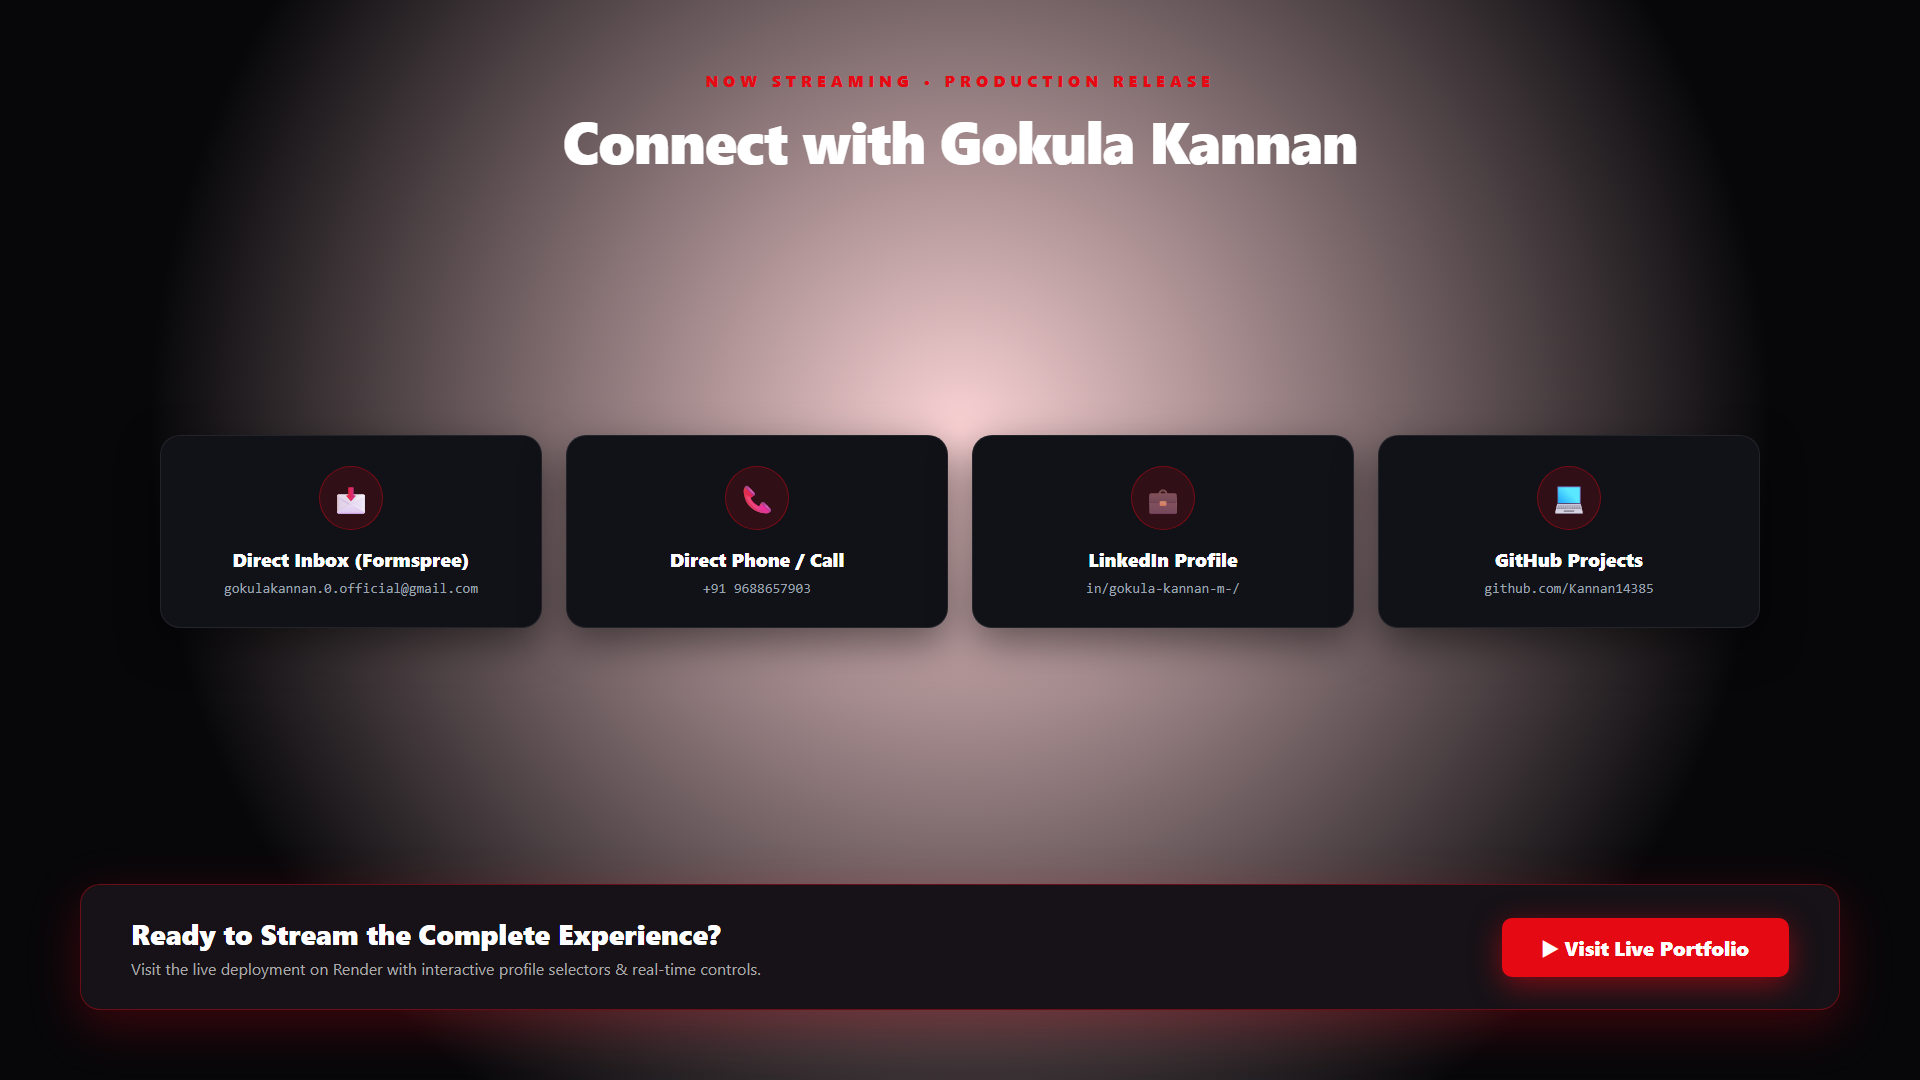 NOW STREAMING • PRODUCTION RELEASE
Connect with Gokula Kannan
Direct Inbox (Formspree)
gokulakannan.0.official@gmail.com
Direct Phone / Call
+91 9688657903
LinkedIn Profile
in/gokula-kannan-m-/
GitHub Projects
github.com/Kannan14385
Ready to Stream the Complete Experience?
Visit the live deployment on Render with interactive profile selectors & real-time controls.
▶ Visit Live Portfolio